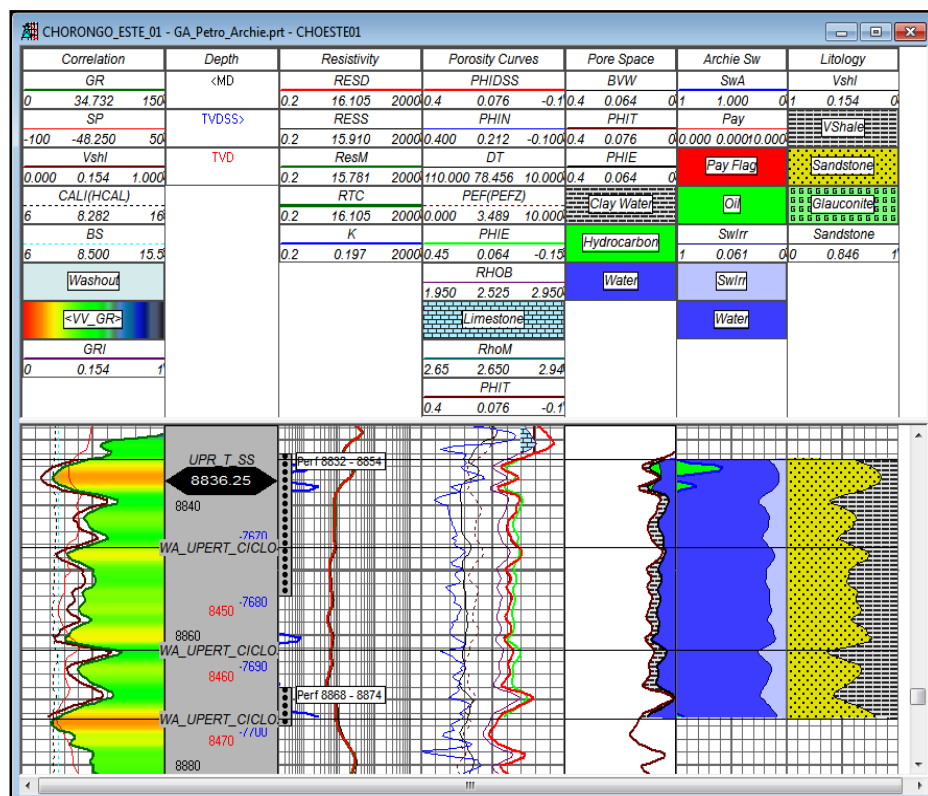 CHORONGO_ESTE_01 - GA_Petro_Archie.prt - CHOESTE01
Correlation Depth Resistivity Porosity Curves Pore Space Archie Sw Litology
GR <MD RESD PHIDSS BVW SwA Vshl
0 34.732 150 0.2 16.105 2000 0.4 0.076 -0.1 0.4 0.064 0 1 1.000 0 1 0.154 0
SP TVDSS> RESS PHIN PHIT Pay VShale
-100 -48.250 50 0.2 15.910 2000 0.400 0.212 -0.100 0.4 0.076 0 0.000 0.000 10.000
Vshl TVD ResM DT PHIE Pay Flag Sandstone
0.000 0.154 1.000 0.2 15.781 2000 110.000 78.456 10.000 0.4 0.064 0
CALI(HCAL) RTC PEF(PEFZ) Clay Water Oil Glauconite
6 8.282 16 0.2 16.105 2000 0.000 3.489 10.000
BS K PHIE Hydrocarbon SwIrr Sandstone
6 8.500 15.5 0.2 0.197 2000 0.45 0.064 -0.15 1 0.061 0 0 0.846 1
Washout RHOB Water SwIrr
1.950 2.525 2.950
<VV_GR> Limestone Water
GRI RhoM
0 0.154 1 2.65 2.650 2.94
PHIT
0.4 0.076 -0.1
UPR_T_SS Perf 8832 - 8854
8836.25
8840
-7670
WA_UPERT_CICLO
-7680
8450
8860
WA_UPERT_CICLO
-7690
8460
Perf 8868 - 8874
WA_UPERT_CICLO
-7700
8470
8880